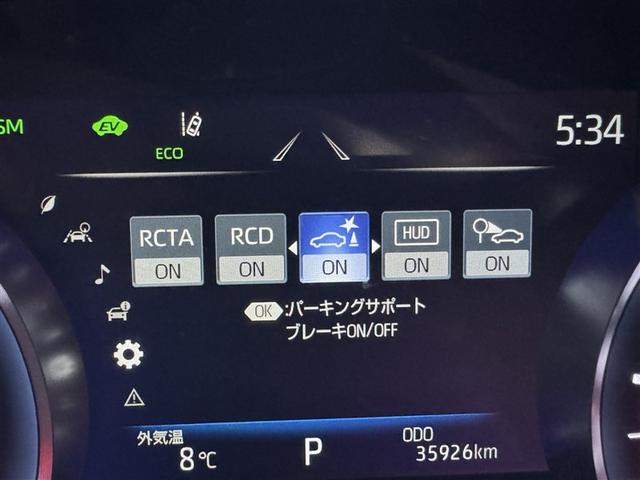 SM
EV
ECO
5:34
RCTA
ON
RCD
ON
ON
HUD
ON
ON
OK:パーキングサポート
ブレーキON/OFF
外気温
8℃
P
ODO
35926km